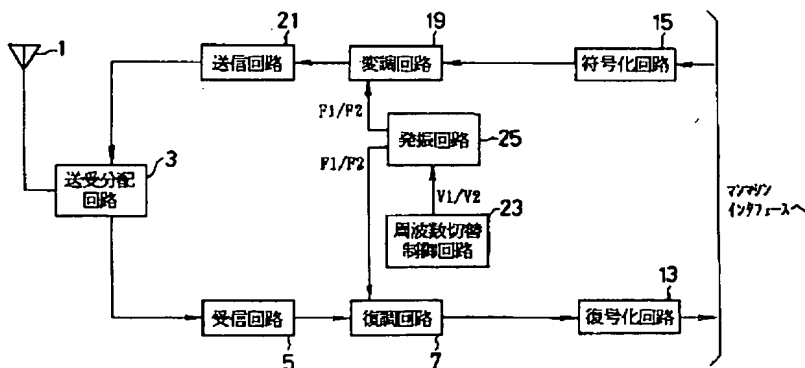 1
21
送信回路
19
変調回路
15
符号化回路
F1/F2
発振回路
25
F1/F2
3
送受分配
回路
V1/V2
23
周波数切替
制御回路
マンマシン
インタフェースへ
13
受信回路
5
復調回路
7
復号化回路